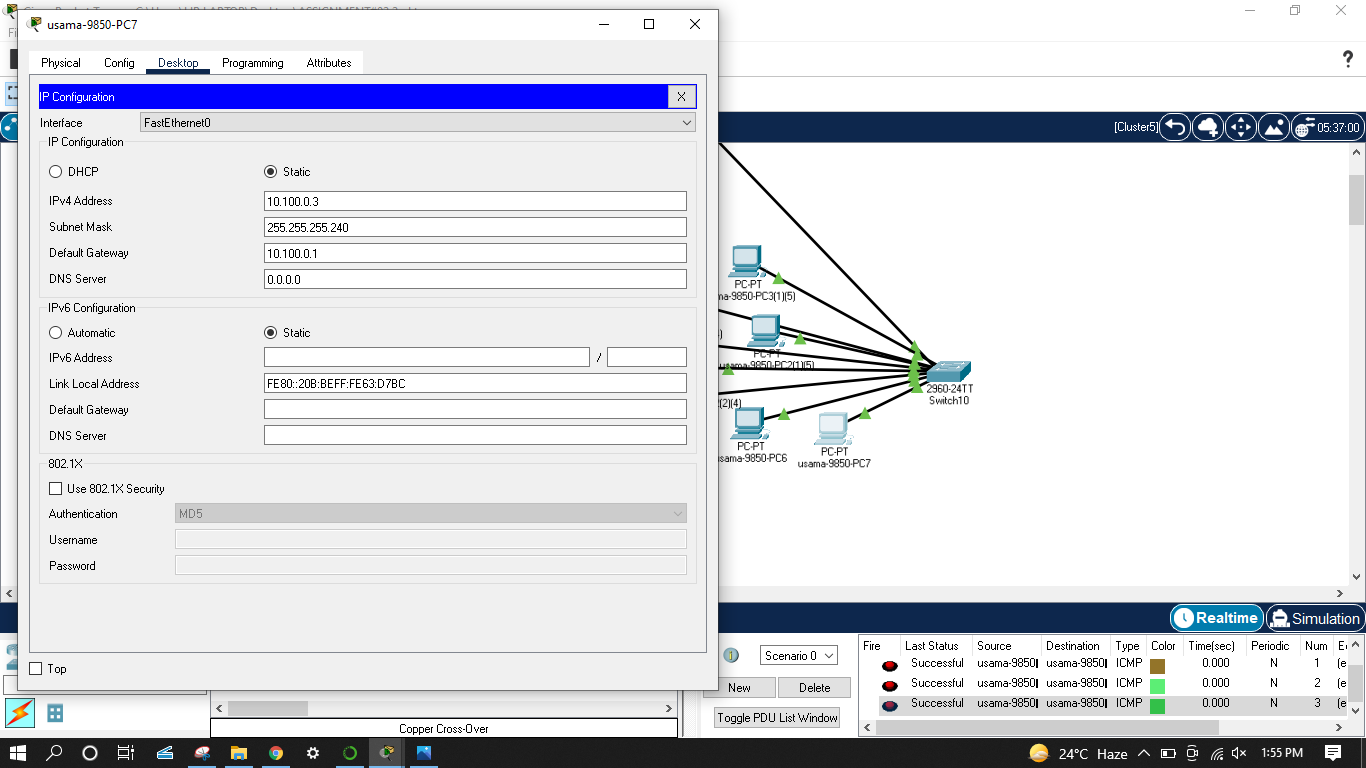 usama-9850-PC7
Physical Config Desktop Programming Attributes
IP Configuration X
Interface FastEthernet0
IP Configuration
DHCP Static
IPv4 Address 10.100.0.3
Subnet Mask 255.255.255.240
Default Gateway 10.100.0.1
DNS Server 0.0.0.0
IPv6 Configuration
Automatic Static
IPv6 Address /
Link Local Address FE80::20B:BEFF:FE63:D7BC
Default Gateway
DNS Server
802.1X
Use 802.1X Security
Authentication MD5
Username
Password
Top
?
[Cluster5] 05:37:00
PC-PT
ma-9850-PC3(1)(5)
PC-PT
usama-9850-PC2(1)(5)
2(2)(4)
2960-24TT
Switch10
PC-PT
usama-9850-PC6
PC-PT
usama-9850-PC7
Realtime Simulation
Scenario 0
New Delete
Toggle PDU List Window
Fire Last Status Source Destination Type Color Time(sec) Periodic Num
Successful usama-9850 usama-9850 ICMP 0.000 N 1 (e
Successful usama-9850 usama-9850 ICMP 0.000 N 2 (e
Successful usama-9850 usama-9850 ICMP 0.000 N 3 (e
Copper Cross-Over
24°C Haze 1:55 PM